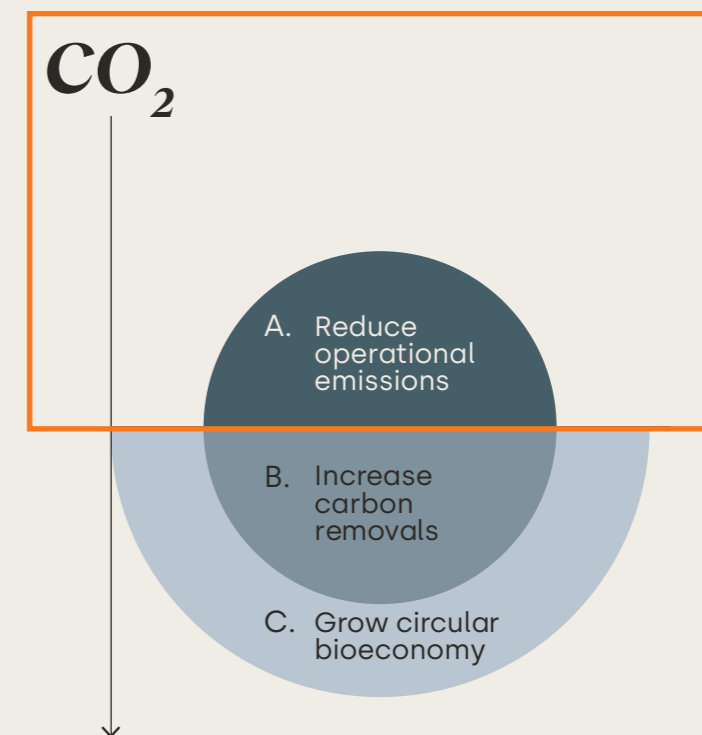 CO₂
A. Reduce
operational
emissions
B. Increase
carbon
removals
C. Grow circular
bioeconomy